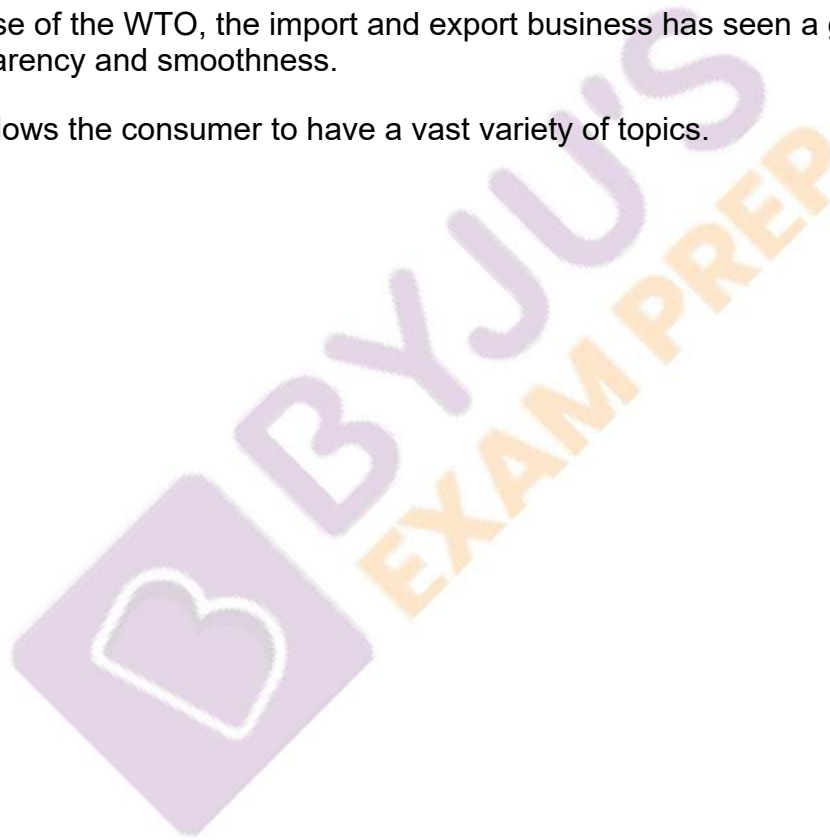 se of the WTO, the import and export business has seen a
arency and smoothness.
lows the consumer to have a vast variety of topics.
BYJU'S
EXAM PREP